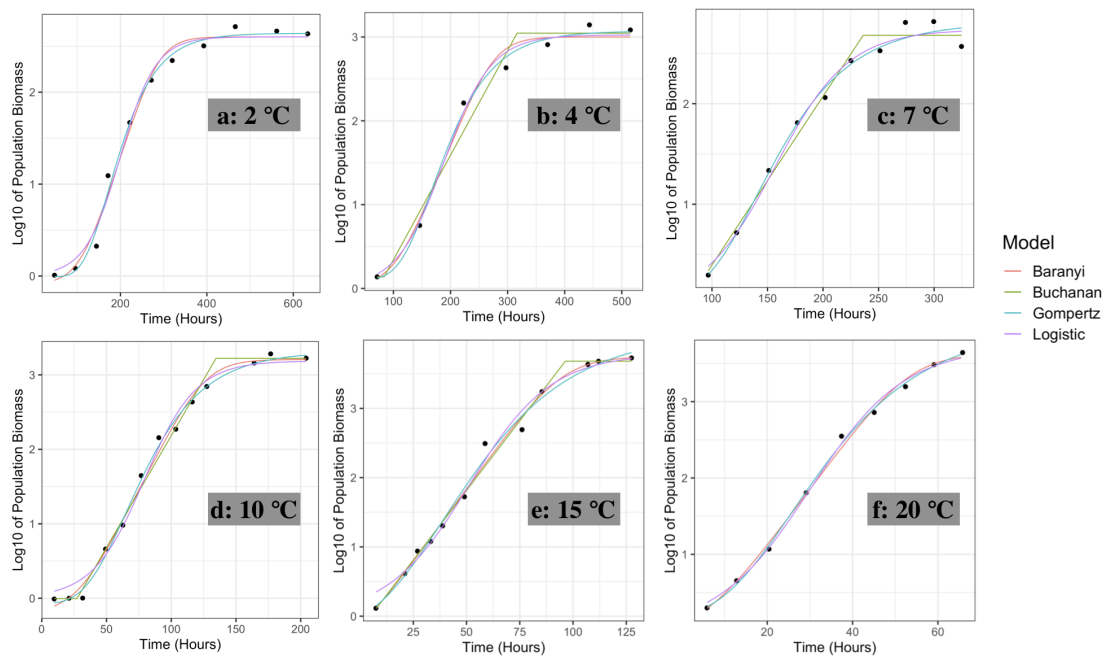 Log10 of Population Biomass
2
1
0
a: 2 ℃
200
400
600
Time (Hours)
Log10 of Population Biomass
3
2
1
0
b: 4 ℃
100
200
300
400
500
Time (Hours)
Log10 of Population Biomass
2
1
c: 7 ℃
100
150
200
250
300
Time (Hours)
Model
Baranyi
Buchanan
Gompertz
Logistic
Log10 of Population Biomass
3
2
1
0
d: 10 ℃
0
50
100
150
200
Time (Hours)
Log10 of Population Biomass
3
2
1
0
e: 15 ℃
25
50
75
100
125
Time (Hours)
Log10 of Population Biomass
3
2
1
f: 20 ℃
20
40
60
Time (Hours)